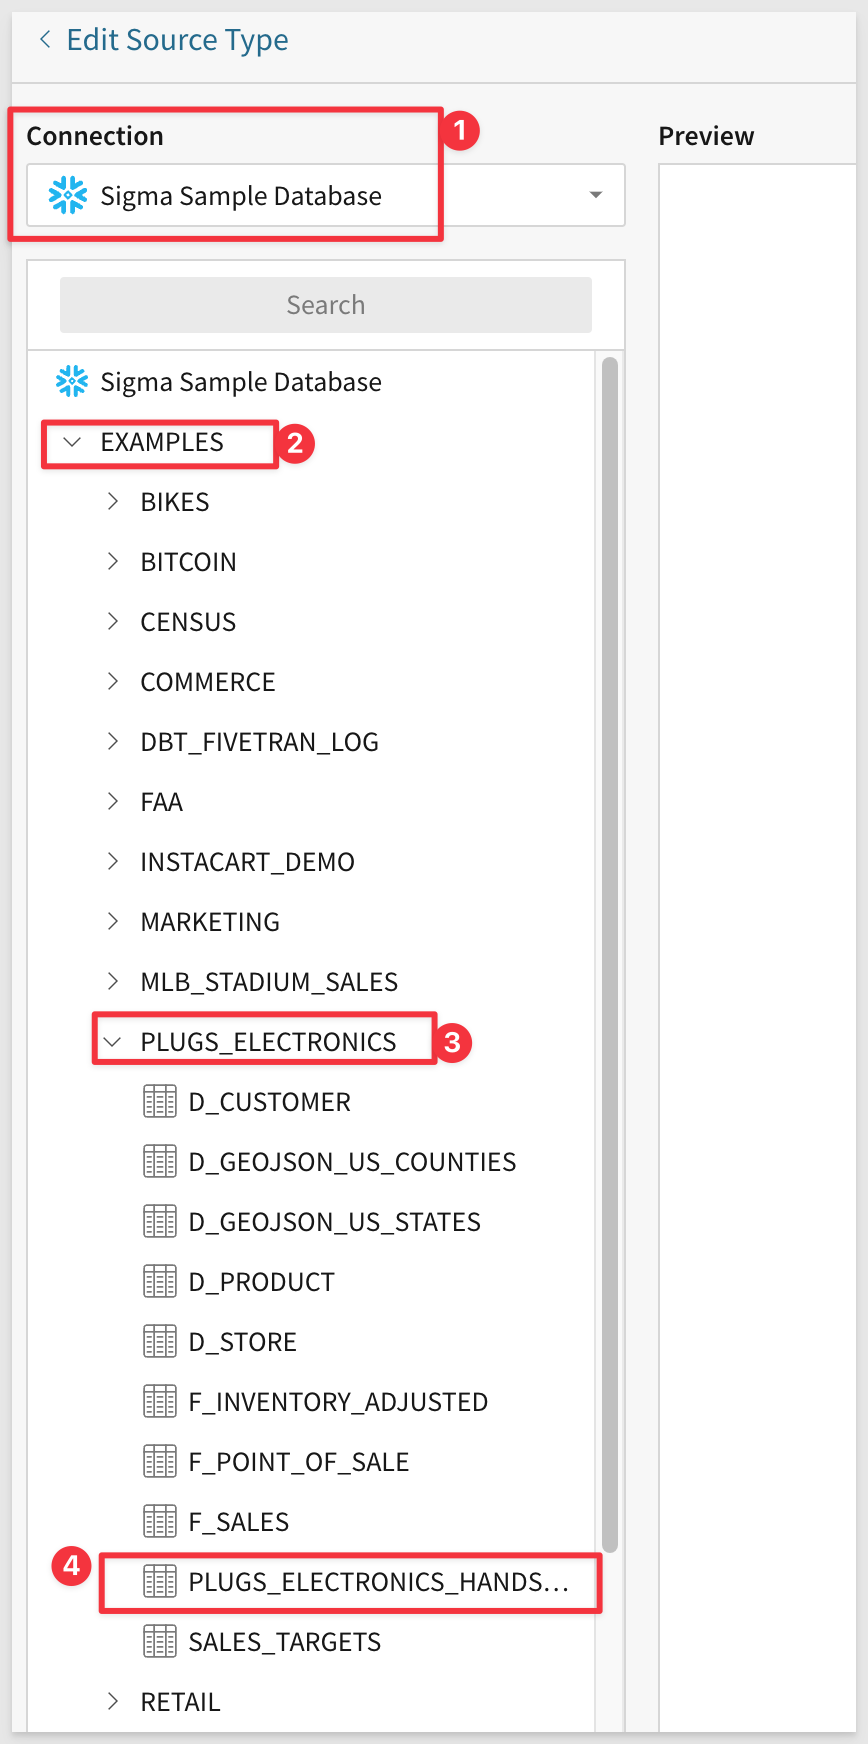 Edit Source Type
Connection
1
Preview
Sigma Sample Database
Search
Sigma Sample Database
EXAMPLES
2
BIKES
BITCOIN
CENSUS
COMMERCE
DBT_FIVETRAN_LOG
FAA
INSTACART_DEMO
MARKETING
MLB_STADIUM_SALES
PLUGS_ELECTRONICS
3
D_CUSTOMER
D_GEOJSON_US_COUNTIES
D_GEOJSON_US_STATES
D_PRODUCT
D_STORE
F_INVENTORY_ADJUSTED
F_POINT_OF_SALE
F_SALES
4
PLUGS_ELECTRONICS_HANDS...
SALES_TARGETS
RETAIL